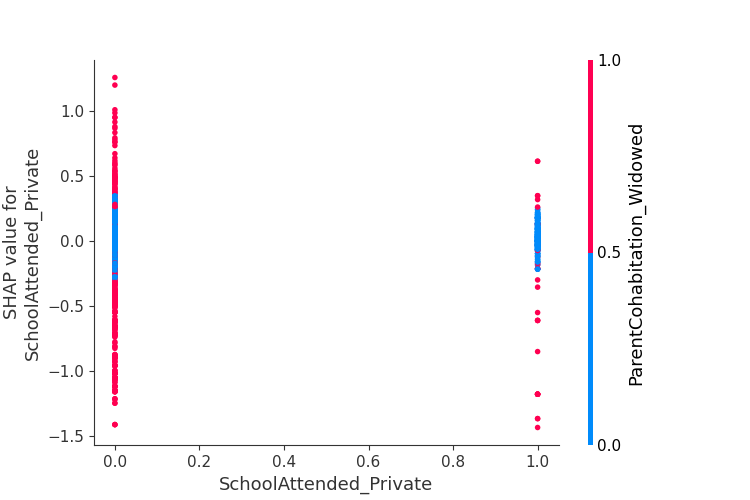 1.0
0.5
0.0
−0.5
−1.0
−1.5
SHAP value for
SchoolAttended_Private
0.0 0.2 0.4 0.6 0.8 1.0
SchoolAttended_Private
1.0
0.5
0.0
ParentCohabitation_Widowed